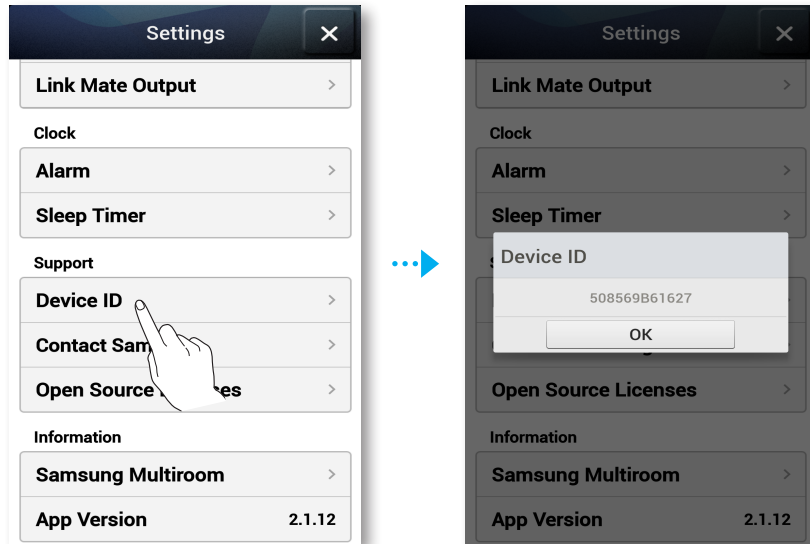 Settings
Link Mate Output
Clock
Alarm
Sleep Timer
Support
Device ID
Contact Sam
Open Source
Information
Samsung Multiroom
App Version 2.1.12
Settings
Link Mate Output
Clock
Alarm
Sleep Timer
Device ID
508569B61627
OK
Open Source Licenses
Information
Samsung Multiroom
App Version 2.1.12